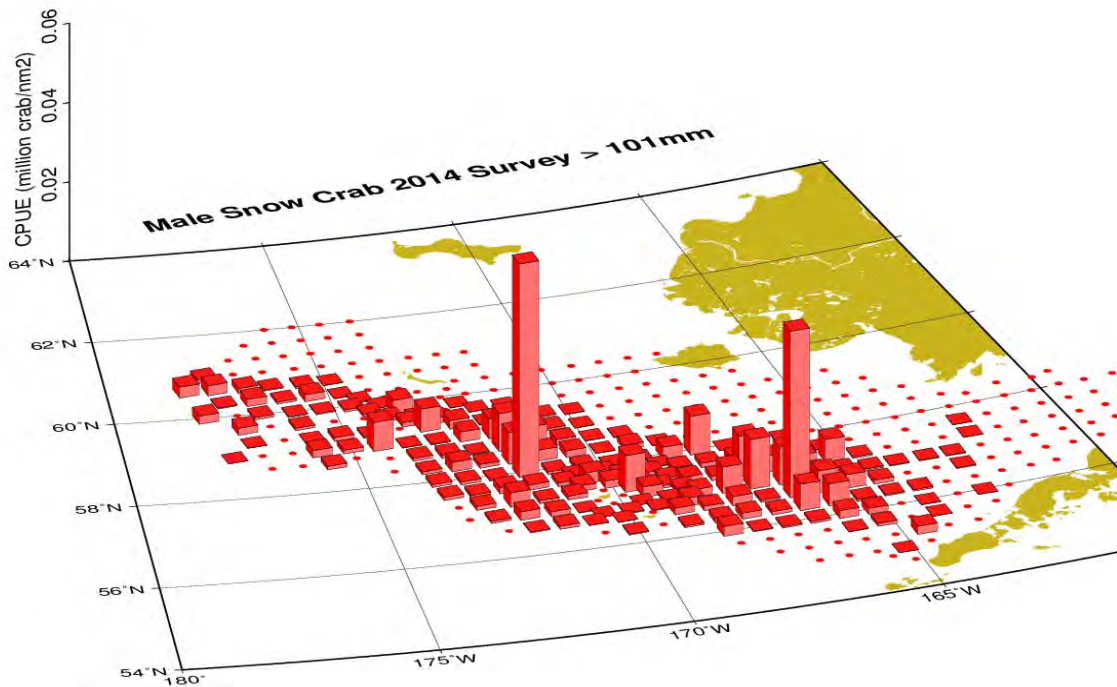 0.06
0.04
0.02
CPUE (million crab/nm2)
Male Snow Crab 2014 Survey > 101mm
64°N
62°N
60°N
58°N
56°N
54°N
180°
175°W
170°W
165°W